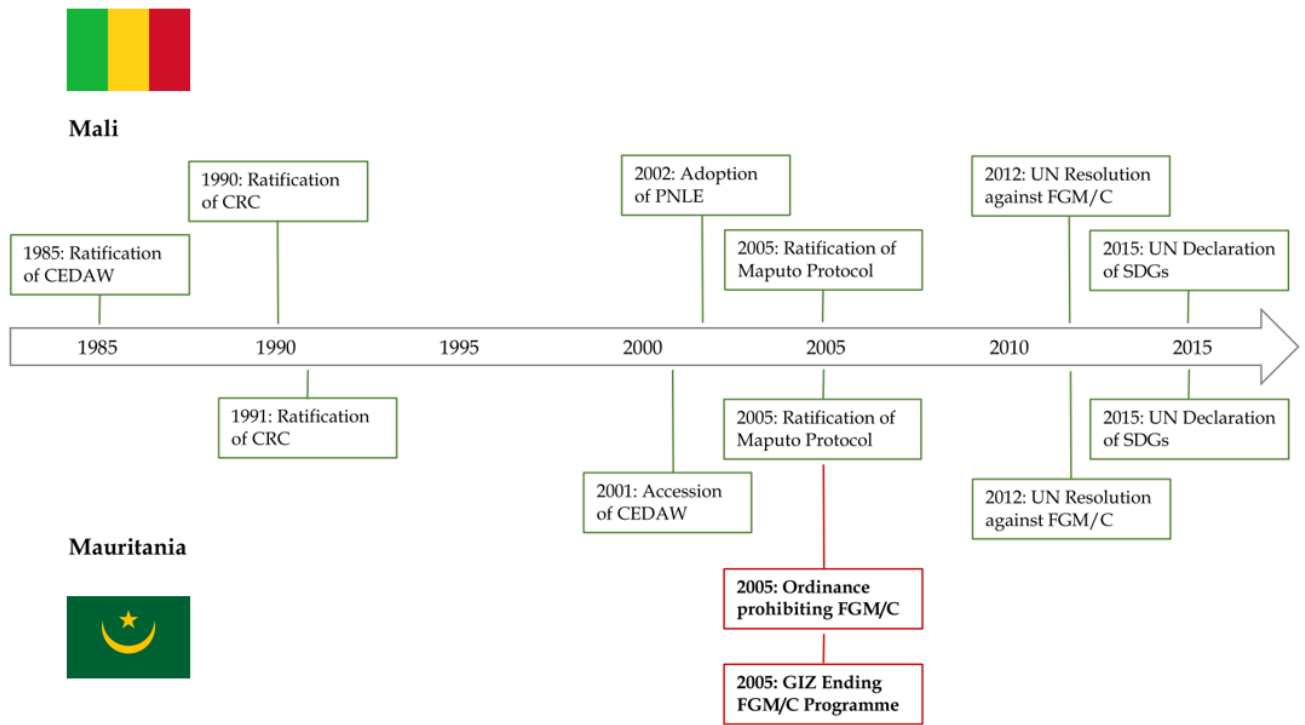 Mali
1990: Ratification
of CRC
2002: Adoption
of PNLE
2012: UN Resolution
against FGM/C
1985: Ratification
of CEDAW
2005: Ratification of
Maputo Protocol
2015: UN Declaration
of SDGs
1985 1990 1995 2000 2005 2010 2015
1991: Ratification
of CRC
2005: Ratification of
Maputo Protocol
2015: UN Declaration
of SDGs
2001: Accession
of CEDAW
2012: UN Resolution
against FGM/C
Mauritania
2005: Ordinance
prohibiting FGM/C
2005: GIZ Ending
FGM/C Programme